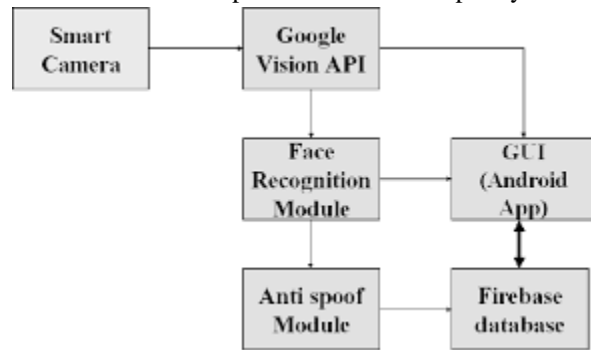 Smart
Camera
Google
Vision API
Face
Recognition
Module
GUI
(Android
App)
Anti spoof
Module
Firebase
database